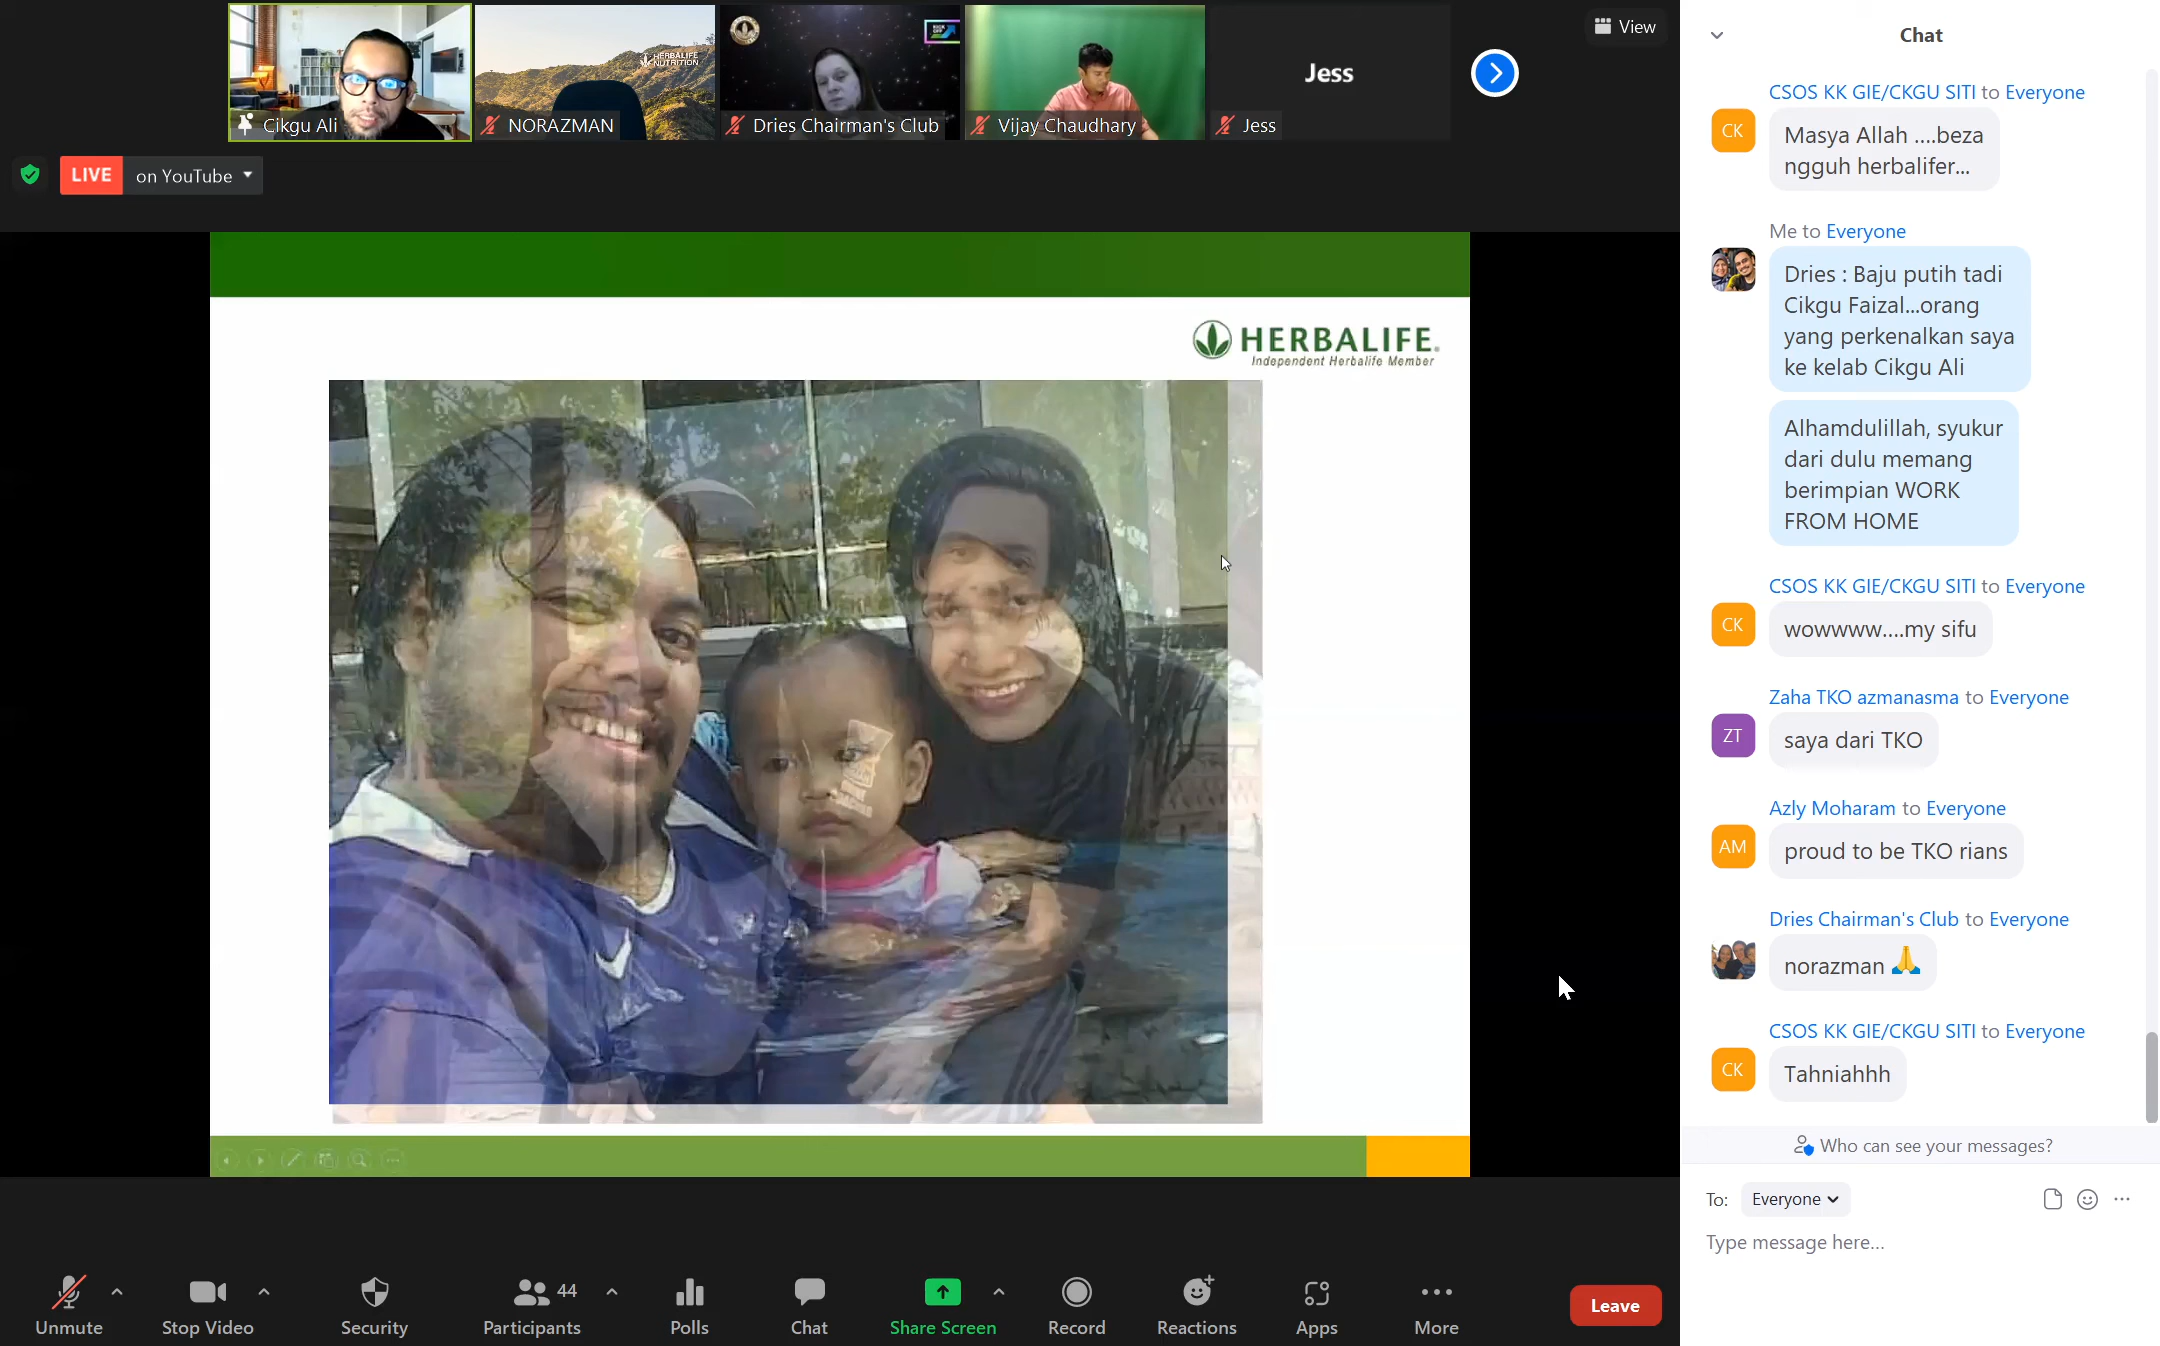 Cikgu Ali
HERBALIFE
NUTRITION
NORAZMAN
Dries Chairman's Club
Vijay Chaudhary
Jess
Jess
View
LIVE on YouTube
HERBALIFE.
Independent Herbalife Member
Unmute
Stop Video
Security
44
Participants
Polls
Chat
Share Screen
Record
Reactions
Apps
More
Leave
Chat
CSOS KK GIE/CKGU SITI to Everyone
CK
Masya Allah ....beza
ngguh herbalifer...
Me to Everyone
Dries : Baju putih tadi
Cikgu Faizal...orang
yang perkenalkan saya
ke kelab Cikgu Ali
Alhamdulillah, syukur
dari dulu memang
berimpian WORK
FROM HOME
CSOS KK GIE/CKGU SITI to Everyone
CK
wowwww....my sifu
Zaha TKO azmanasma to Everyone
ZT
saya dari TKO
Azly Moharam to Everyone
AM
proud to be TKO rians
Dries Chairman's Club to Everyone
norazman 🙏
CSOS KK GIE/CKGU SITI to Everyone
CK
Tahniahhh
Who can see your messages?
To: Everyone
Type message here...